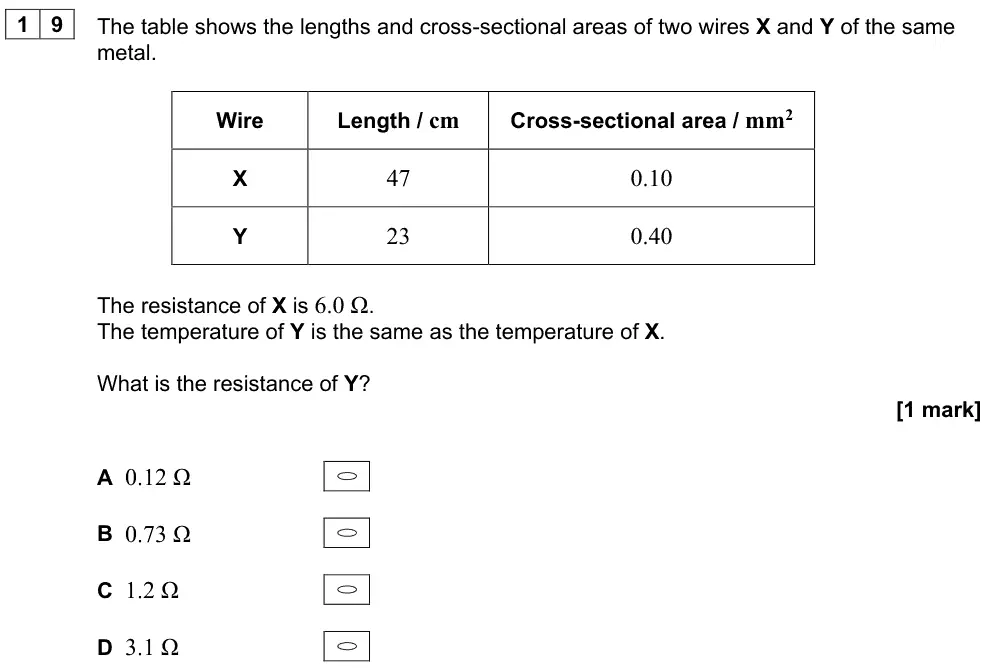 1 9 The table shows the lengths and cross-sectional areas of two wires X and Y of the same
metal.
Wire Length / cm Cross-sectional area / mm²
X 47 0.10
Y 23 0.40
The resistance of X is 6.0 Ω.
The temperature of Y is the same as the temperature of X.
What is the resistance of Y?
[1 mark]
A 0.12 Ω
B 0.73 Ω
C 1.2 Ω
D 3.1 Ω